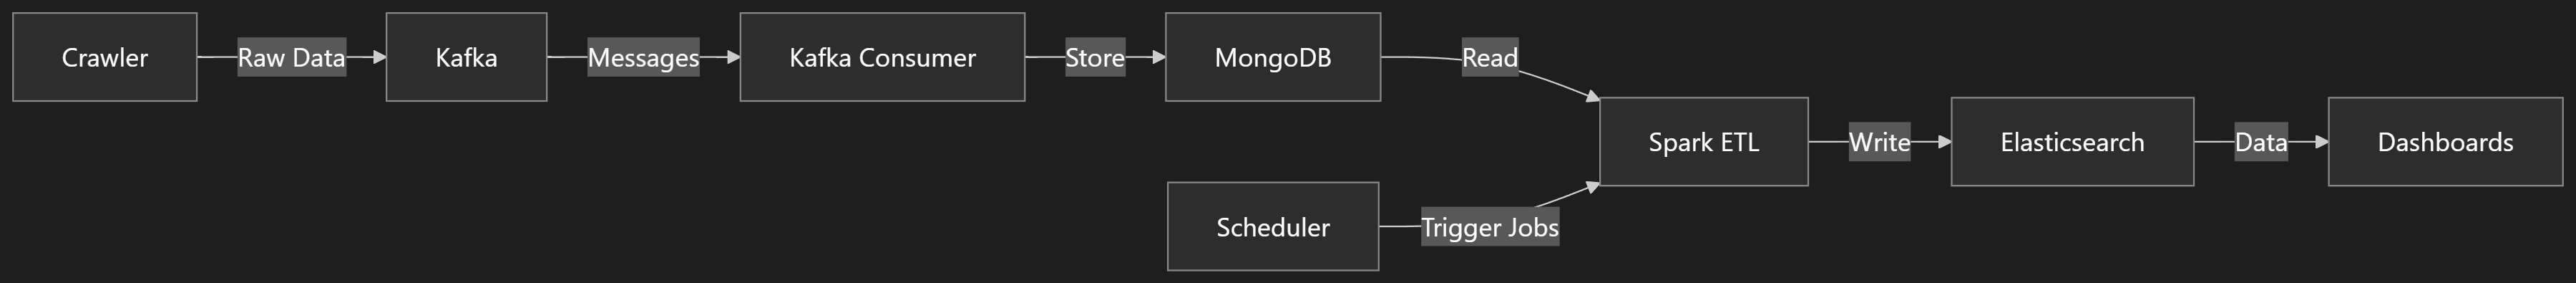 Crawler
Raw Data
Kafka
Messages
Kafka Consumer
Store
MongoDB
Read
Spark ETL
Write
Elasticsearch
Data
Dashboards
Scheduler
Trigger Jobs